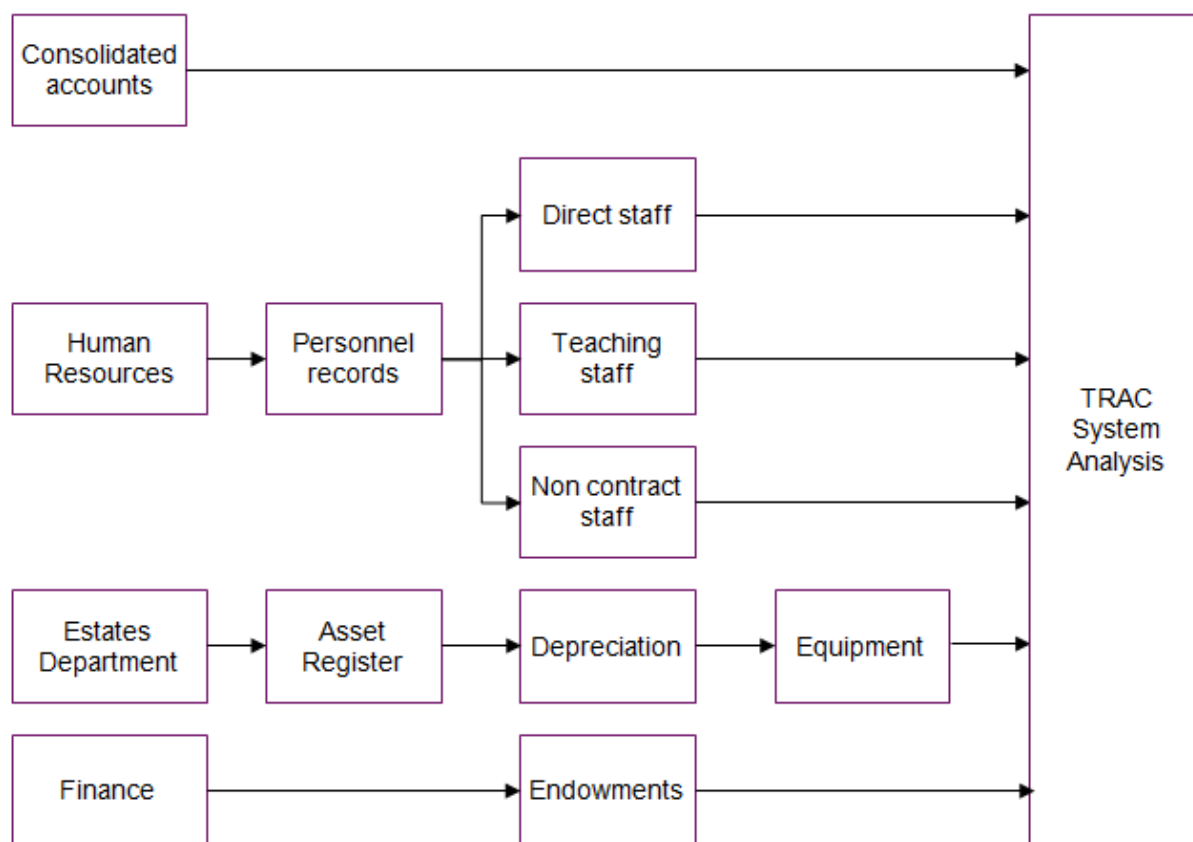 Consolidated
accounts
Direct staff
Human
Resources
Personnel
records
Teaching
staff
TRAC
System
Analysis
Non contract
staff
Estates
Department
Asset
Register
Depreciation
Equipment
Finance
Endowments